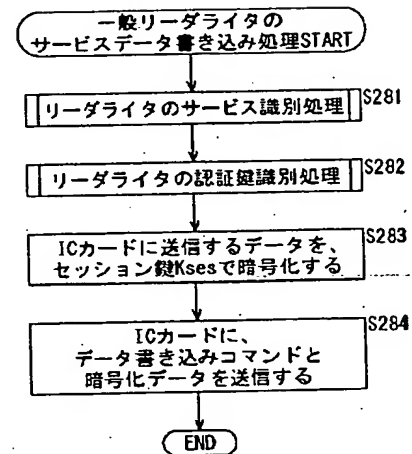 一般リーダライタの
サービスデータ書き込み処理START
リーダライタのサービス識別処理
S281
リーダライタの認証鍵識別処理
S282
ICカードに送信するデータを、
セッション鍵Ksesで暗号化する
S283
ICカードに、
データ書き込みコマンドと
暗号化データを送信する
S284
END